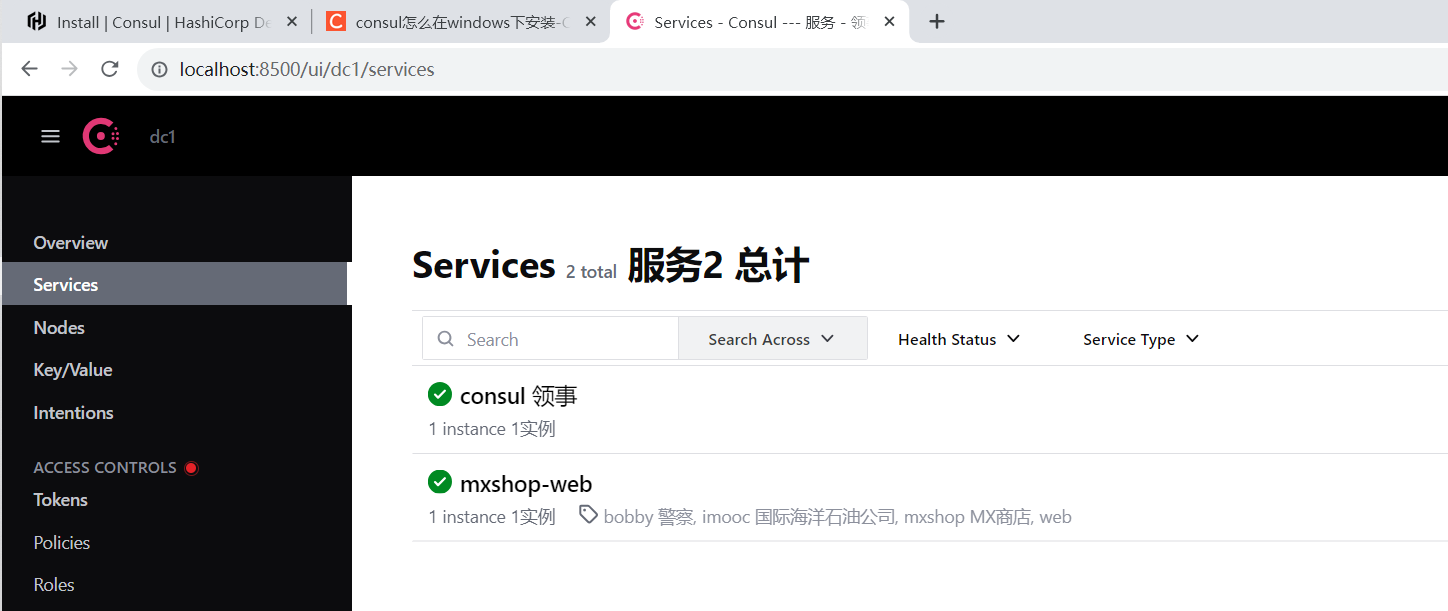 Install | Consul | HashiCorp De
consul怎么在windows下安装-C
Services - Consul --- 服务 - 领
localhost:8500/ui/dc1/services
dc1
Overview
Services
Nodes
Key/Value
Intentions
ACCESS CONTROLS
Tokens
Policies
Roles
Services 2 total 服务2 总计
Search
Search Across
Health Status
Service Type
consul 领事
1 instance 1实例
mxshop-web
1 instance 1实例 bobby 警察, imooc 国际海洋石油公司, mxshop MX商店, web